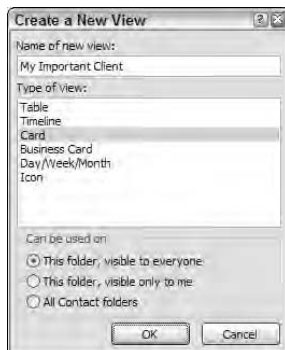 Create a New View
Name of new view:
My Important Client
Type of view:
Table
Timeline
Card
Business Card
Day/Week/Month
Icon
Can be used on
This folder, visible to everyone
This folder, visible only to me
All Contact folders
OK Cancel